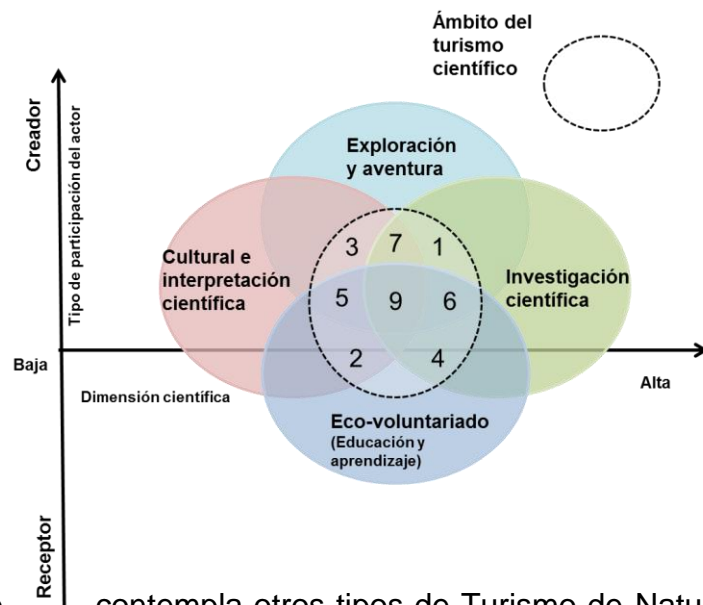 Ámbito del
turismo
científico
Creador
Tipo de participación del actor
Exploración
y aventura
Cultural e
interpretación
científica
Investigación
científica
3 7 1
5 9 6
2 4
Baja
Alta
Dimensión científica
Eco-voluntariado
(Educación y
aprendizaje)
Receptor
contempla otros tipos de Turismo de Natu